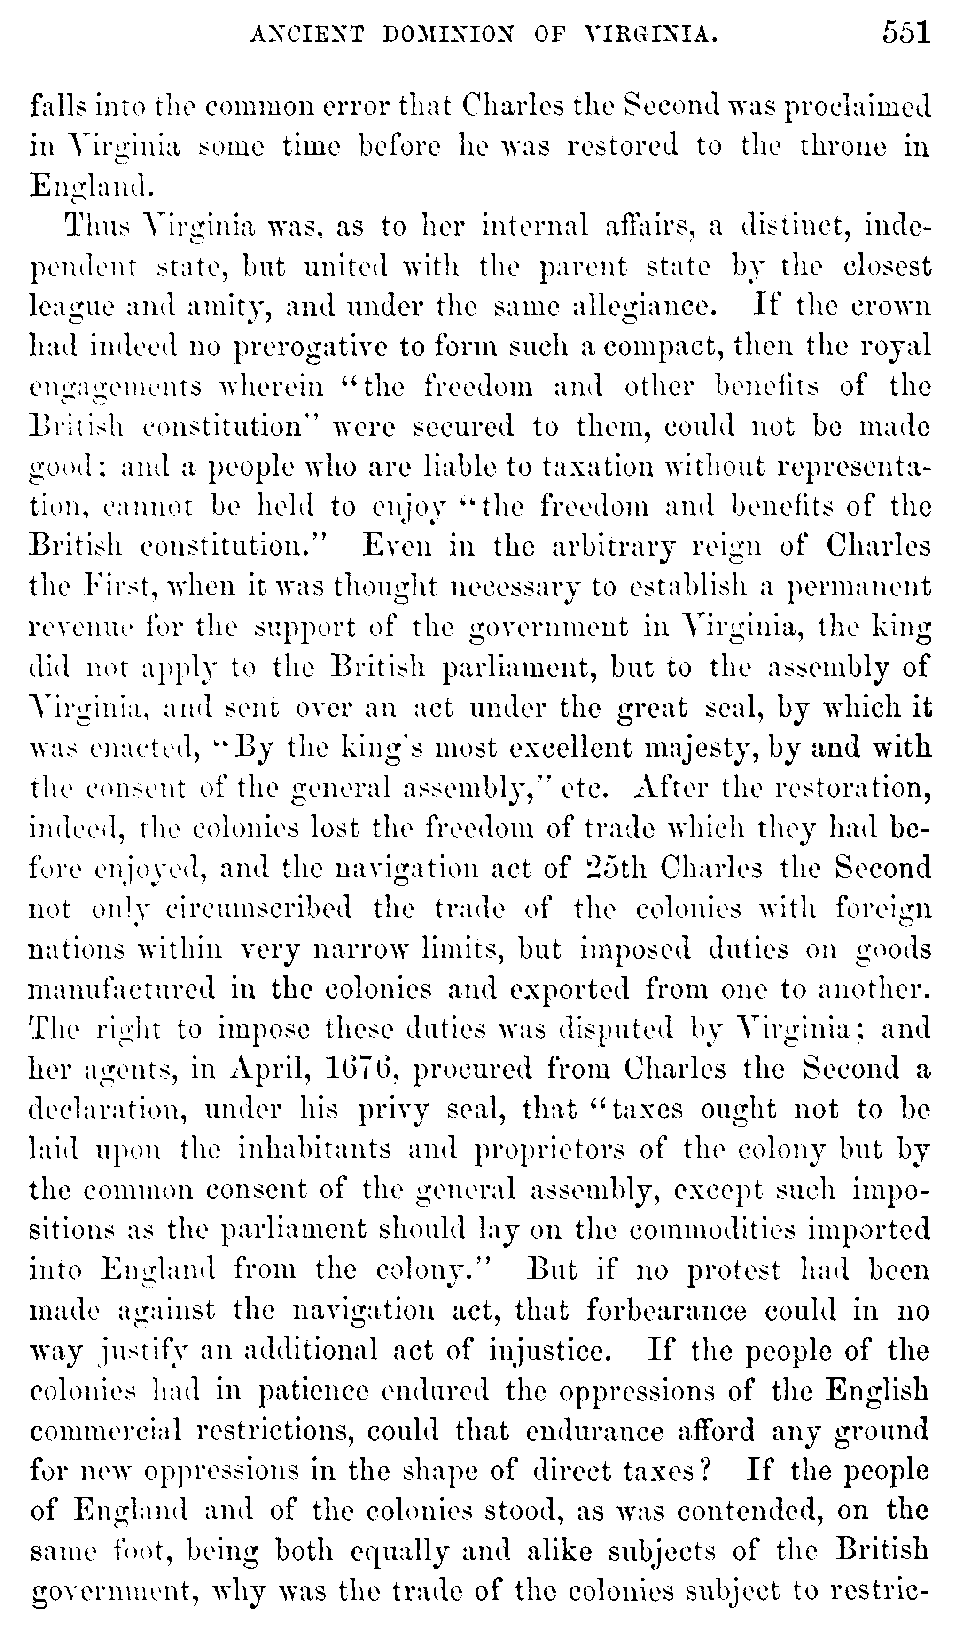 ANCIENT DOMINION OF VIRGINIA. 551
falls into the common error that Charles the Second was proclaimed
in Virginia some time before he was restored to the throne in
England.
Thus Virginia was, as to her internal affairs, a distinct, inde-
pendent state, but united with the parent state by the closest
league and amity, and under the same allegiance. If the crown
had indeed no prerogative to form such a compact, then the royal
engagements wherein "the freedom and other benefits of the
British constitution" were secured to them, could not be made
good; and a people who are liable to taxation without representa-
tion, cannot be held to enjoy "the freedom and benefits of the
British constitution." Even in the arbitrary reign of Charles
the First, when it was thought necessary to establish a permanent
revenue for the support of the government in Virginia, the king
did not apply to the British parliament, but to the assembly of
Virginia, and sent over an act under the great seal, by which it
was enacted, "By the king's most excellent majesty, by and with
the consent of the general assembly," etc. After the restoration,
indeed, the colonies lost the freedom of trade which they had be-
fore enjoyed, and the navigation act of 25th Charles the Second
not only circumscribed the trade of the colonies with foreign
nations within very narrow limits, but imposed duties on goods
manufactured in the colonies and exported from one to another.
The right to impose these duties was disputed by Virginia; and
her agents, in April, 1676, procured from Charles the Second a
declaration, under his privy seal, that "taxes ought not to be
laid upon the inhabitants and proprietors of the colony but by
the common consent of the general assembly, except such impo-
sitions as the parliament should lay on the commodities imported
into England from the colony." But if no protest had been
made against the navigation act, that forbearance could in no
way justify an additional act of injustice. If the people of the
colonies had in patience endured the oppressions of the English
commercial restrictions, could that endurance afford any ground
for new oppressions in the shape of direct taxes? If the people
of England and of the colonies stood, as was contended, on the
same foot, being both equally and alike subjects of the British
government, why was the trade of the colonies subject to restric-